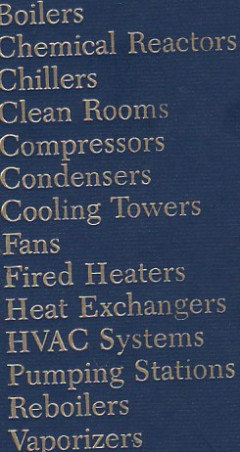 Boilers
Chemical Reactors
Chillers
Clean Rooms
Compressors
Condensers
Cooling Towers
Fans
Fired Heaters
Heat Exchangers
HVAC Systems
Pumping Stations
Reboilers
Vaporizers